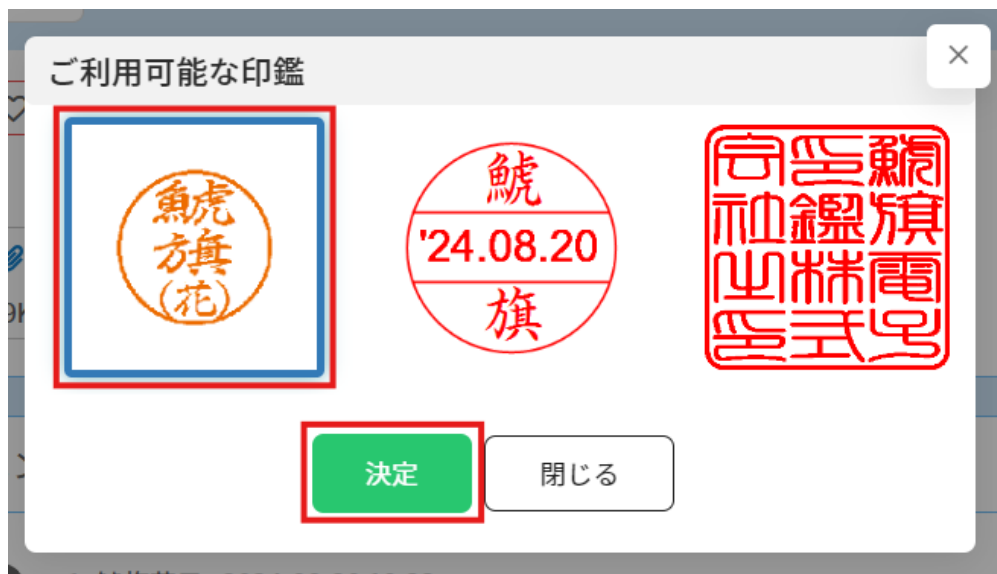 ご利用可能な印鑑
×
鯱
旗
(花)
鯱
'24.08.20
旗
鯱旗電子
印鑑株式
会社之印
決定
閉じる